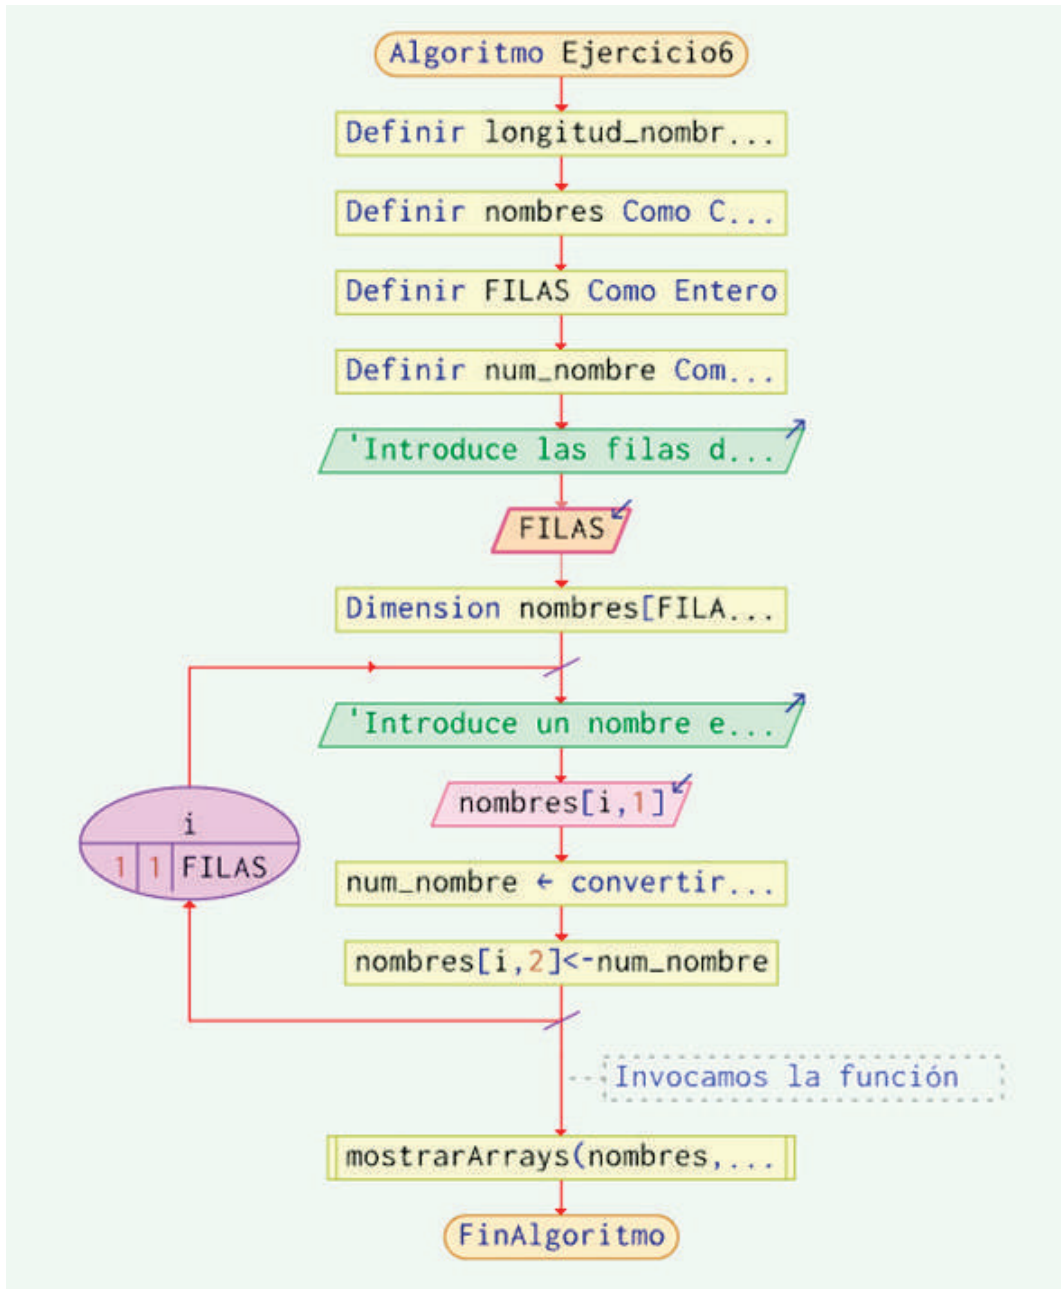 Algoritmo Ejercicio6
Definir longitud_nombr...
Definir nombres Como C...
Definir FILAS Como Entero
Definir num_nombre Com...
'Introduce las filas d...
FILAS
Dimension nombres[FILA...
'Introduce un nombre e...
nombres[i,1]
i
1 1 FILAS
num_nombre ← convertir...
nombres[i,2]<-num_nombre
Invocamos la función
mostrarArrays(nombres,...
FinAlgoritmo